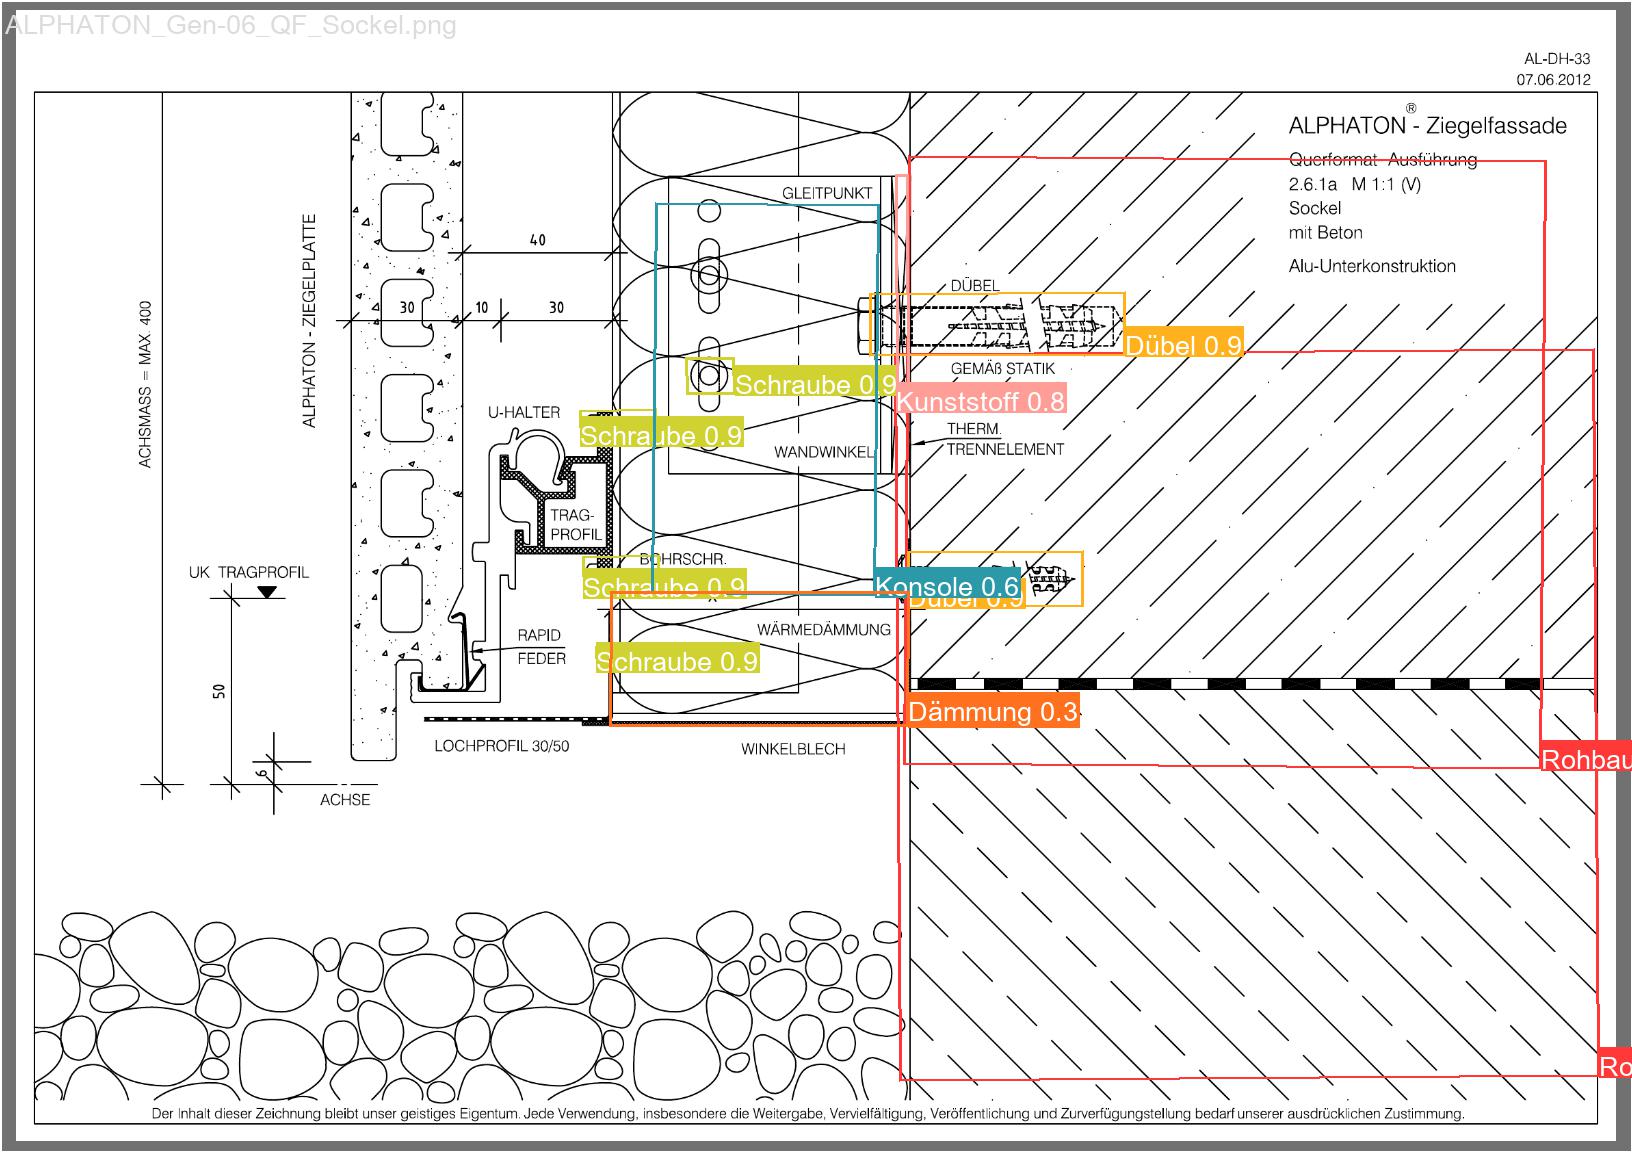 ALPHATON_Gen-06_QF_Sockel.png
AL-DH-33
07.06.2012
ALPHATON® - Ziegelfassade
Querformat-Ausführung
2.6.1a M 1:1 (V)
Sockel
mit Beton
Alu-Unterkonstruktion
GLEITPUNKT
40
DÜBEL
30
10
30
Dübel 0.9
GEMÄß STATIK
Schraube 0.9
Kunststoff 0.8
ACHSMASS = MAX. 400
ALPHATON - ZIEGELPLATTE
U-HALTER
Schraube 0.9
THERM.
TRENNELEMENT
WANDWINKEL
TRAG-
PROFIL
BOHRSCHR.
UK TRAGPROFIL
Schraube 0.9
Konsole 0.6
Dübel 0.9
WÄRMEDÄMMUNG
RAPID
FEDER
Schraube 0.9
50
Dämmung 0.3
LOCHPROFIL 30/50
WINKELBLECH
Rohbau
6
ACHSE
Ro
Der Inhalt dieser Zeichnung bleibt unser geistiges Eigentum. Jede Verwendung, insbesondere die Weitergabe, Vervielfältigung, Veröffentlichung und Zurverfügungstellung bedarf unserer ausdrücklichen Zustimmung.